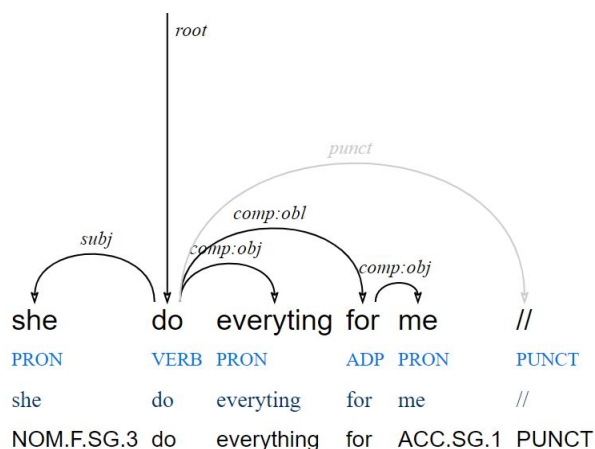 root
punct
comp:obl
subj
comp:obj
comp:obj
she do everyting for me //
PRON VERB PRON ADP PRON PUNCT
she do everyting for me //
NOM.F.SG.3 do everything for ACC.SG.1 PUNCT